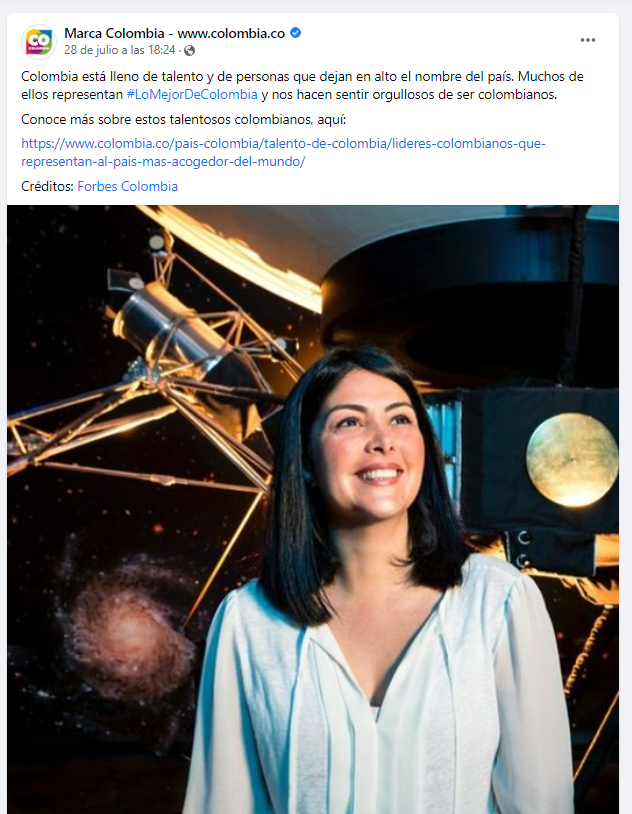 Marca Colombia - www.colombia.co
28 de julio a las 18:24 ·
Colombia está lleno de talento y de personas que dejan en alto el nombre del país. Muchos de
ellos representan #LoMejorDeColombia y nos hacen sentir orgullosos de ser colombianos.
Conoce más sobre estos talentosos colombianos, aquí:
https://www.colombia.co/pais-colombia/talento-de-colombia/lideres-colombianos-que-
representan-al-pais-mas-acogedor-del-mundo/
Créditos: Forbes Colombia
CO